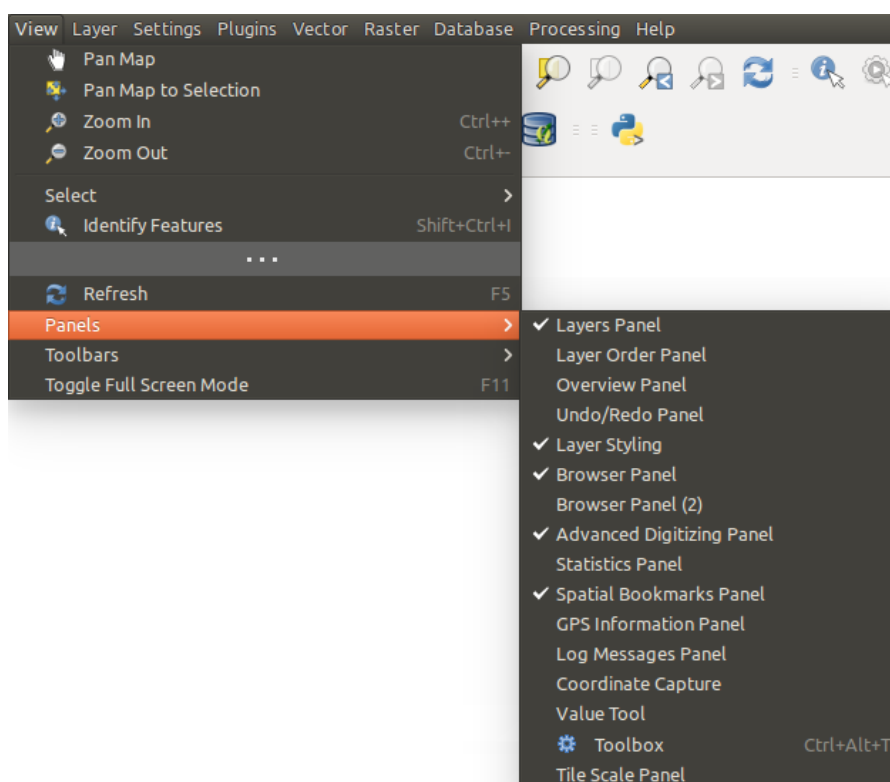 View Layer Settings Plugins Vector Raster Database Processing Help
Pan Map
Pan Map to Selection
Zoom In Ctrl++
Zoom Out Ctrl+-
Select
Identify Features Shift+Ctrl+I
...
Refresh F5
Panels
Toolbars
Toggle Full Screen Mode F11
Layers Panel
Layer Order Panel
Overview Panel
Undo/Redo Panel
Layer Styling
Browser Panel
Browser Panel (2)
Advanced Digitizing Panel
Statistics Panel
Spatial Bookmarks Panel
GPS Information Panel
Log Messages Panel
Coordinate Capture
Value Tool
Toolbox Ctrl+Alt+T
Tile Scale Panel